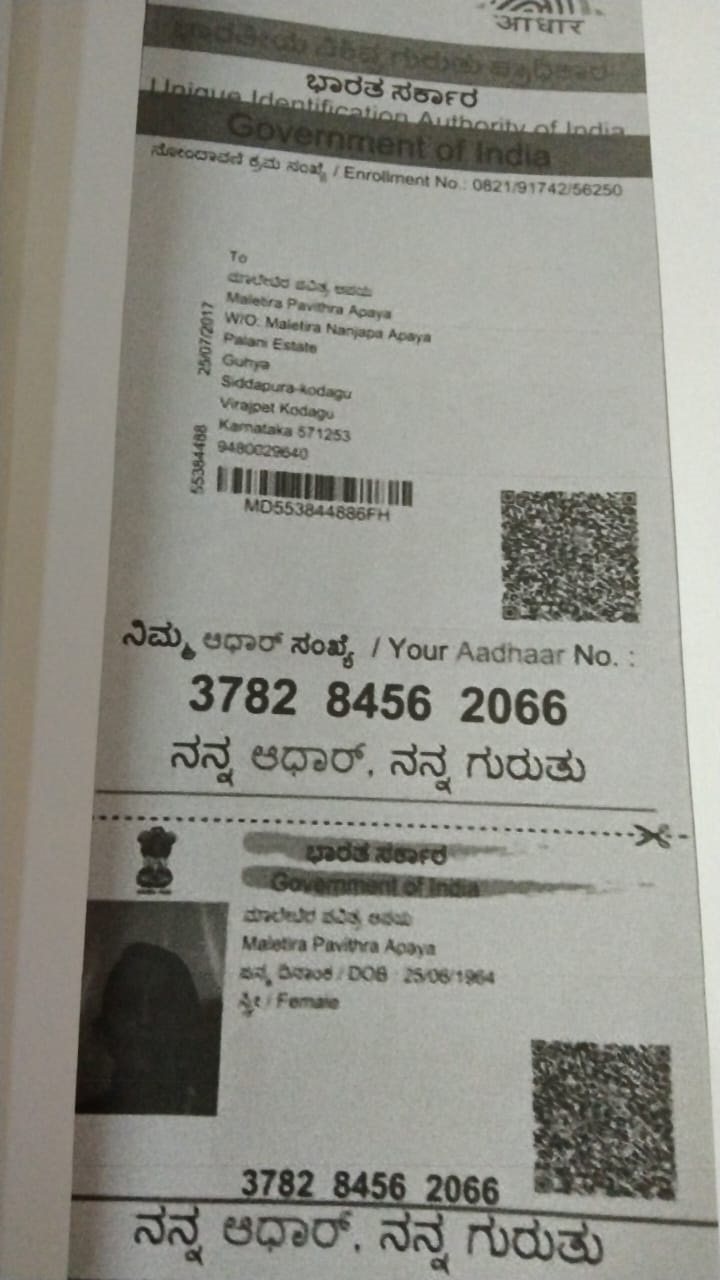 आधार
ಭಾರತೀಯ ವಿಶಿಷ್ಟ ಗುರುತು ಪ್ರಾಧಿಕಾರ
ಭಾರತ ಸರ್ಕಾರ
Unique Identification Authority of India
Government of India
ನೋಂದಾವಣಿ ಕ್ರಮ ಸಂಖ್ಯೆ / Enrollment No.: 0821/91742/56250
To
Maletira Pavithra Apaya
W/O: Maletira Nanjapa Apaya
Palani Estate
Guhya
Siddapura-kodagu
Virajpet Kodagu
Karnataka 571253
9480029640
25/07/2017
55384488
MD553844886FH
ನಿಮ್ಮ ಆಧಾರ್ ಸಂಖ್ಯೆ / Your Aadhaar No. :
3782 8456 2066
ನನ್ನ ಆಧಾರ್, ನನ್ನ ಗುರುತು
ಭಾರತ ಸರ್ಕಾರ
Government of India
Maletira Pavithra Apaya
ಜನ್ಮ ದಿನಾಂಕ / DOB : 25/06/1964
ಸ್ತ್ರೀ / Female
3782 8456 2066
ನನ್ನ ಆಧಾರ್, ನನ್ನ ಗುರುತು